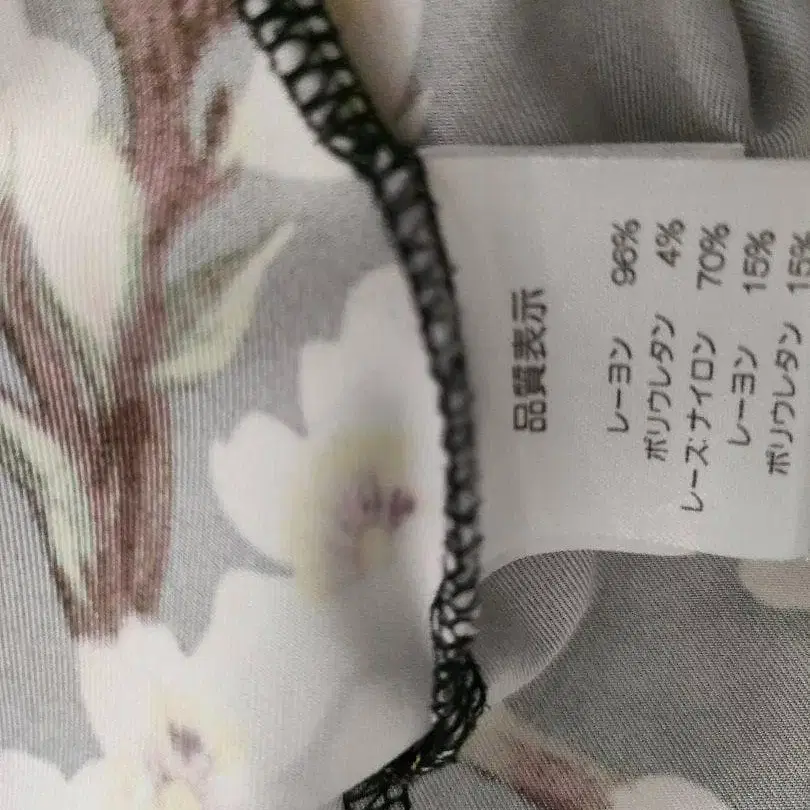 品質表示
レーヨン 96%
ポリウレタン 4%
レース:ナイロン 70%
レーヨン 15%
ポリウレタン 15%